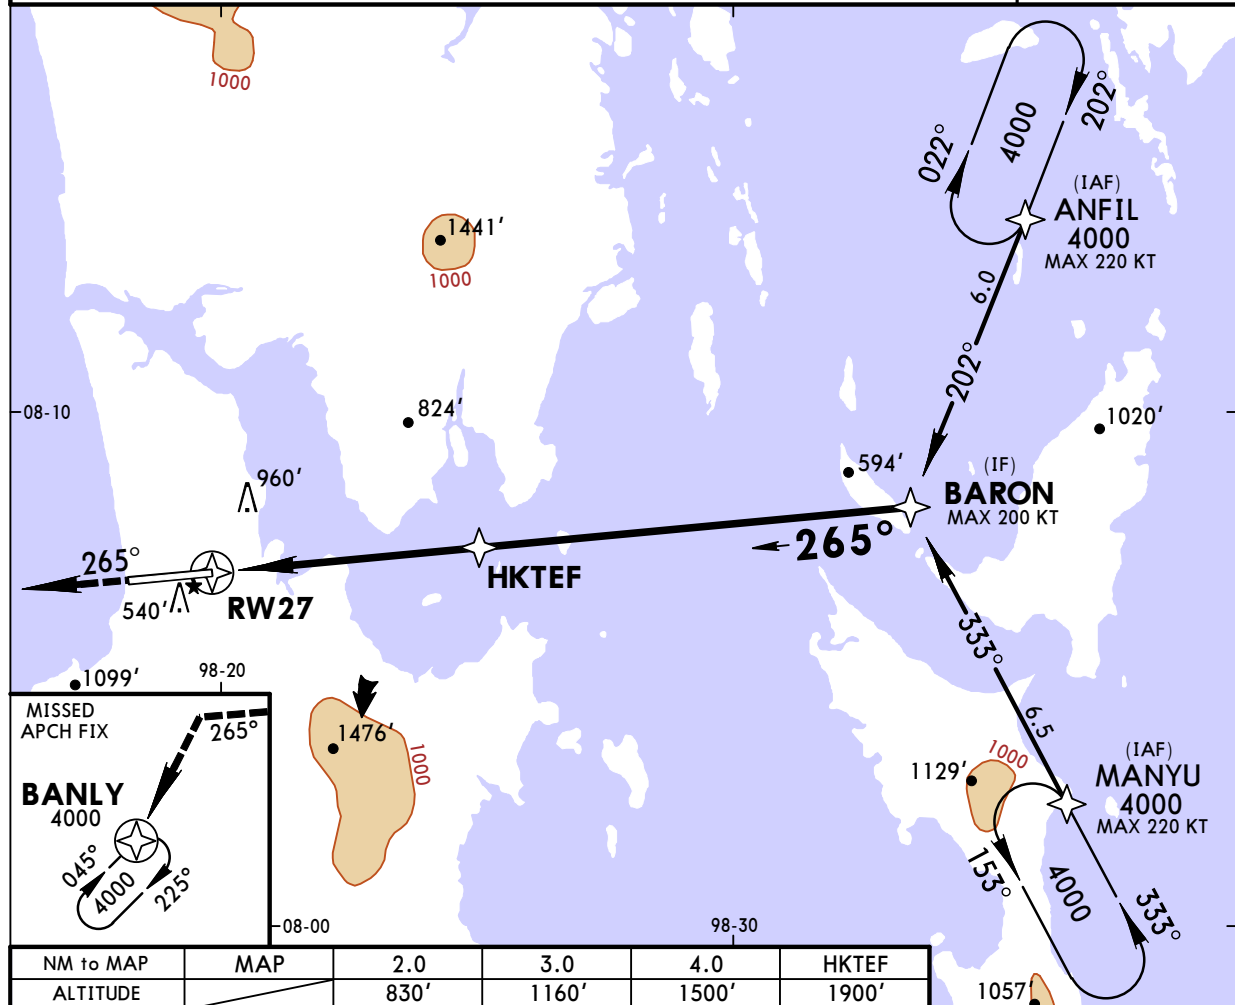 1000
202°
4000
022°
(IAF)
ANFIL
4000
MAX 220 KT
1441'
1000
6.0
202°
08-10
824'
1020'
594'
(IF)
BARON
MAX 200 KT
960'
265°
265°
HKTEF
540'
RW27
333°
1099'
98-20
6.5
MISSED
APCH FIX
265°
1476'
1000
1000
1129'
(IAF)
MANYU
4000
MAX 220 KT
BANLY
4000
045°
4000
225°
153°
4000
333°
08-00
98-30
1057'
NM to MAP MAP 2.0 3.0 4.0 HKTEF
ALTITUDE 830' 1160' 1500' 1900'